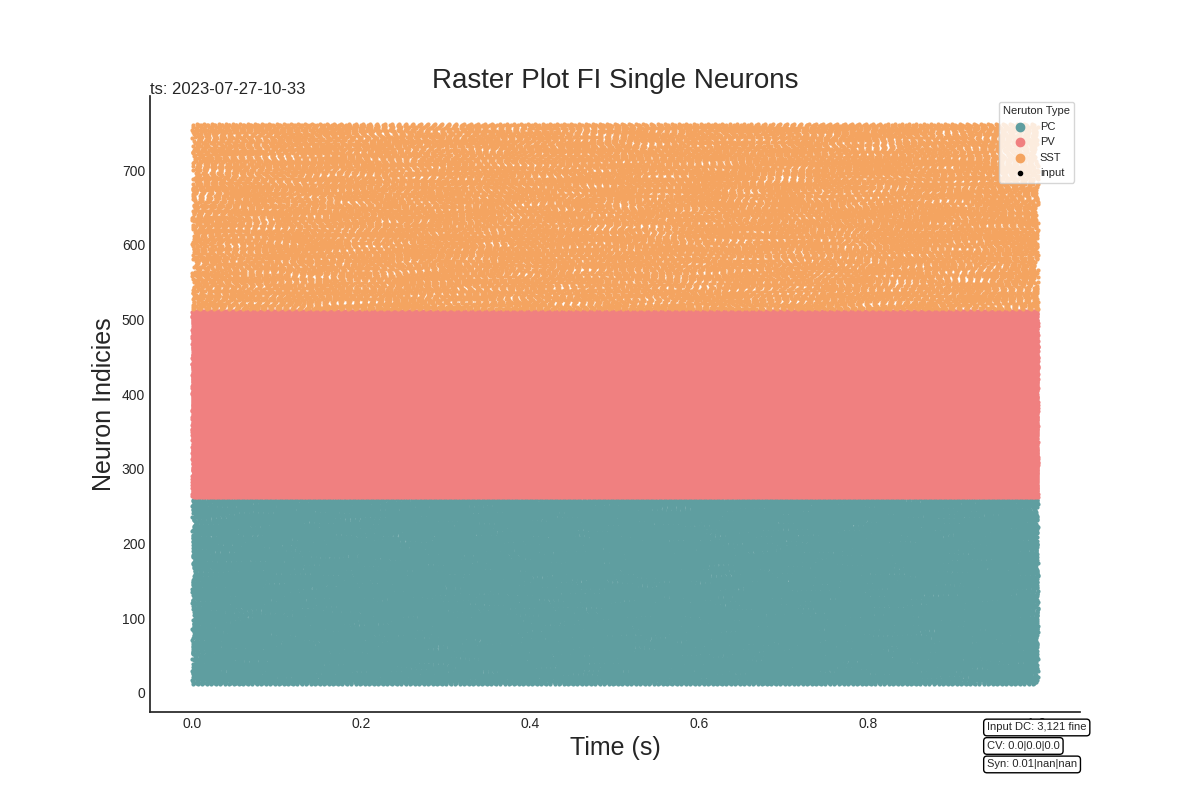 Raster Plot FI Single Neurons
ts: 2023-07-27-10-33
Neruton Type
PC
PV
SST
input
Neuron Indicies
700
600
500
400
300
200
100
0
0.0 0.2 0.4 0.6 0.8
Time (s)
Input DC: 3,121 fine
CV: 0.0|0.0|0.0
Syn: 0.01|nan|nan